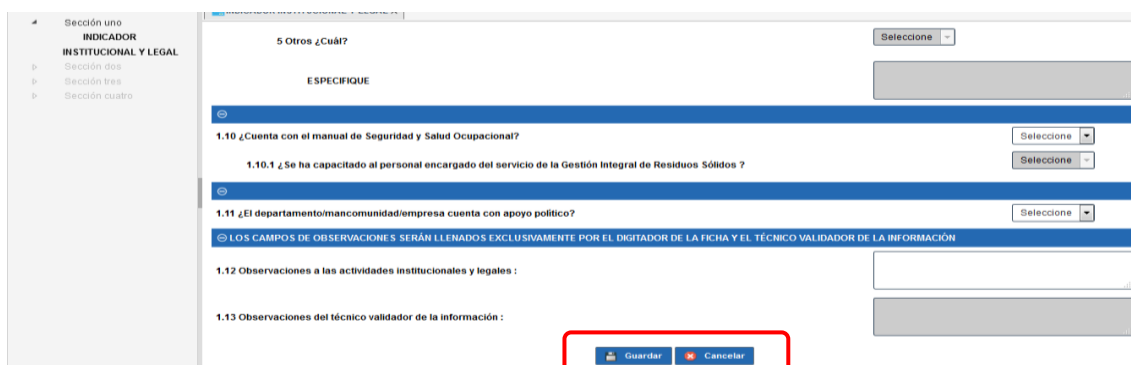 INDICADOR INSTITUCIONAL Y LEGAL
Sección uno
INDICADOR
INSTITUCIONAL Y LEGAL
Sección dos
Sección tres
Sección cuatro
5 Otros ¿Cuál?
Seleccione
ESPECIFIQUE
1.10 ¿Cuenta con el manual de Seguridad y Salud Ocupacional?
Seleccione
1.10.1 ¿Se ha capacitado al personal encargado del servicio de la Gestión Integral de Residuos Sólidos ?
Seleccione
1.11 ¿El departamento/mancomunidad/empresa cuenta con apoyo político?
Seleccione
LOS CAMPOS DE OBSERVACIONES SERÁN LLENADOS EXCLUSIVAMENTE POR EL DIGITADOR DE LA FICHA Y EL TÉCNICO VALIDADOR DE LA INFORMACIÓN
1.12 Observaciones a las actividades institucionales y legales :
1.13 Observaciones del técnico validador de la información :
Guardar
Cancelar